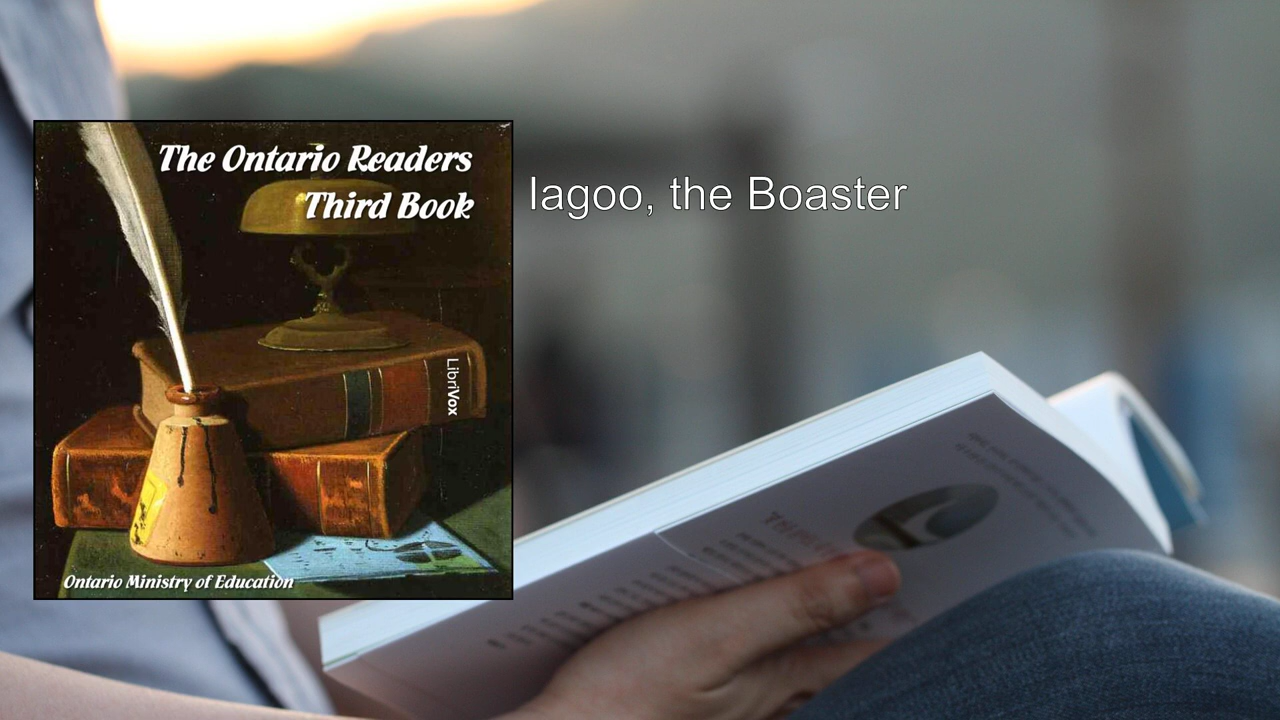 The Ontario Readers
Third Book
LibriVox
Ontario Ministry of Education
Iagoo, the Boaster